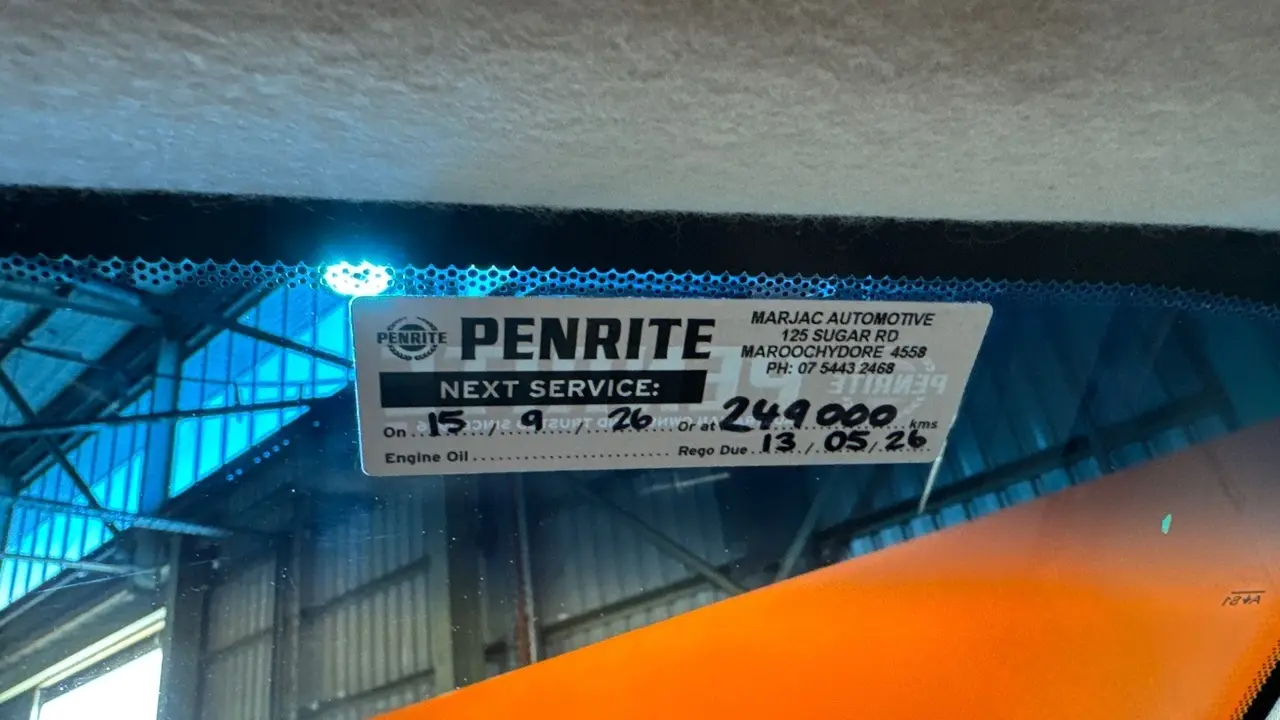 PENRITE
PENRITE
MARJAC AUTOMOTIVE
125 SUGAR RD
MAROOCHYDORE 4558
PH: 07 5443 2468
NEXT SERVICE:
On 15 / 9 / 26 Or at 249000 kms
Engine Oil Rego Due 13 / 05 / 26